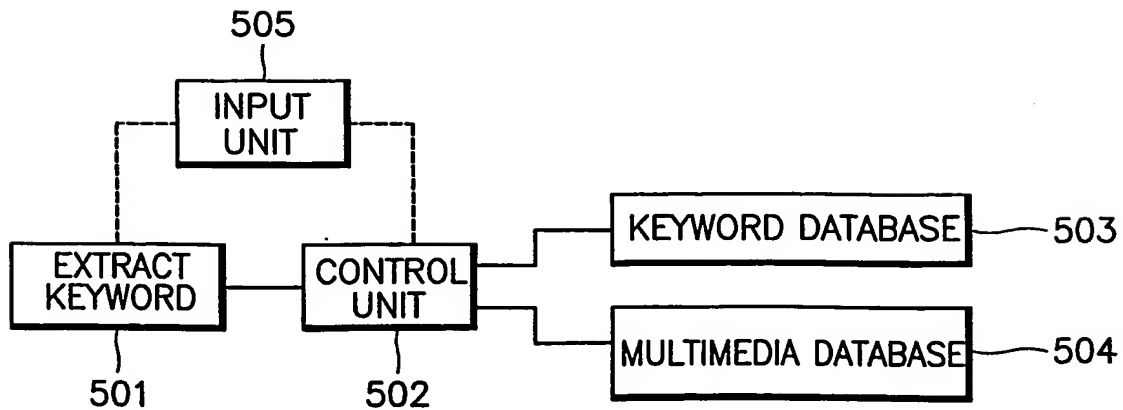 505
INPUT
UNIT
EXTRACT
KEYWORD
CONTROL
UNIT
KEYWORD DATABASE
503
MULTIMEDIA DATABASE
504
501
502